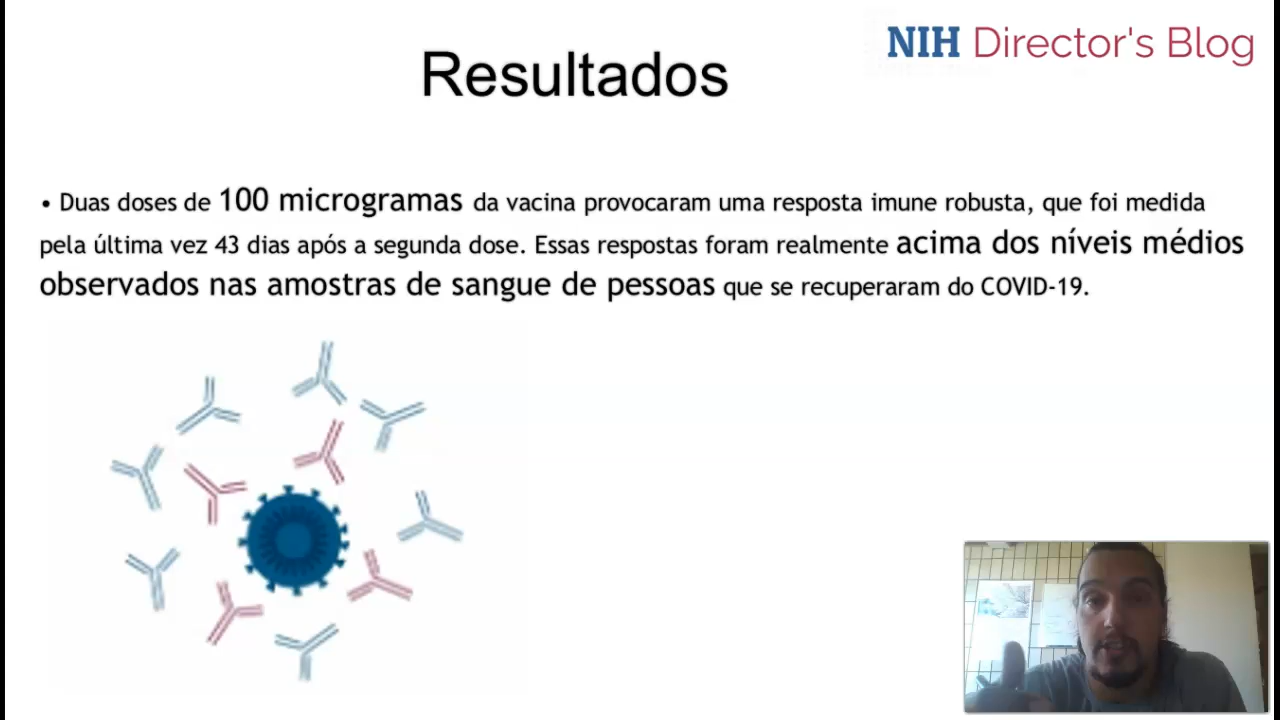 NIH Director's Blog
Resultados
• Duas doses de 100 microgramas da vacina provocaram uma resposta imune robusta, que foi medida
pela última vez 43 dias após a segunda dose. Essas respostas foram realmente acima dos níveis médios
observados nas amostras de sangue de pessoas que se recuperaram do COVID-19.